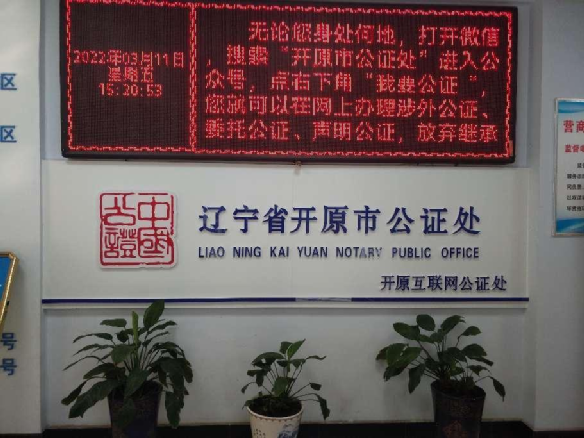 2022年03月11日
星期五
15:20:53
无论您身处何地，打开微信
，搜索“开原市公证处”进入公
众号，点右下角“我要公证”，
您就可以在网上办理涉外公证、
委托公证、声明公证，放弃继承
中国
公證
辽宁省开原市公证处
LIAO NING KAI YUAN NOTARY PUBLIC OFFICE
开原互联网公证处
区
区
号
号
营商
监督